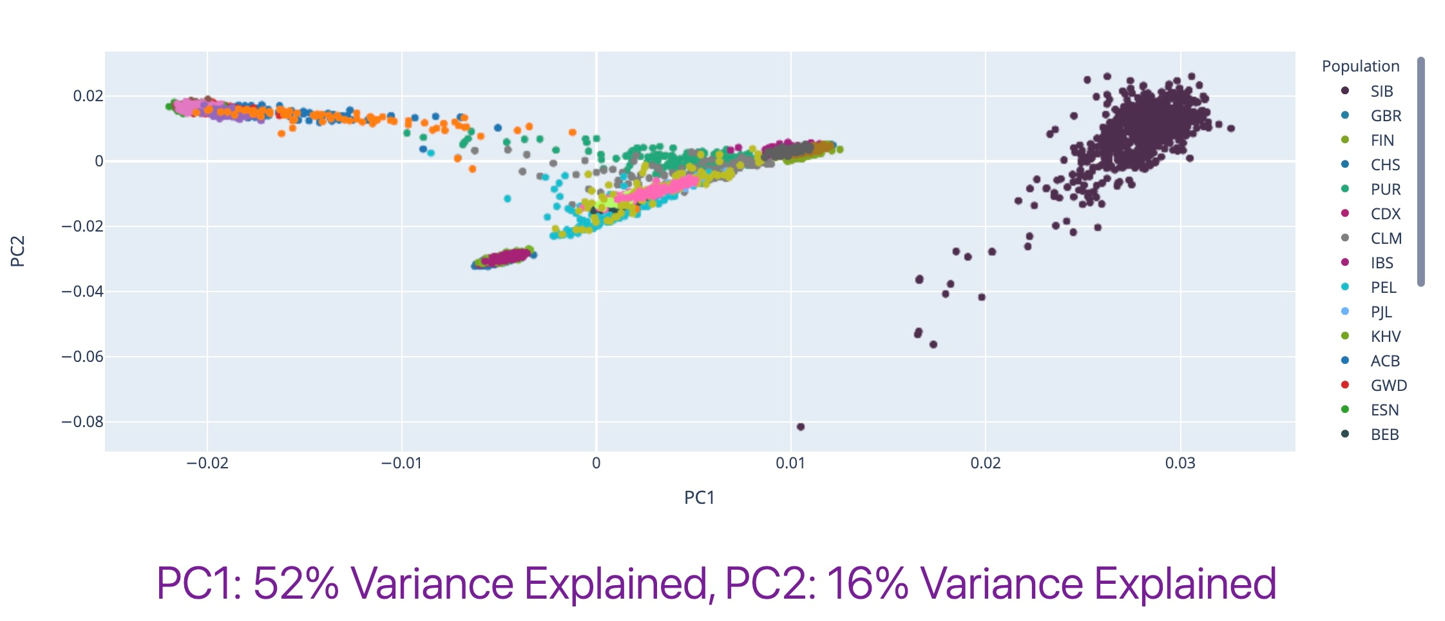 Population
SIB
GBR
FIN
CHS
PUR
CDX
CLM
IBS
PEL
PJL
KHV
ACB
GWD
ESN
BEB
PC2
0.02
0
−0.02
−0.04
−0.06
−0.08
−0.02
−0.01
0
0.01
0.02
0.03
PC1
PC1: 52% Variance Explained, PC2: 16% Variance Explained